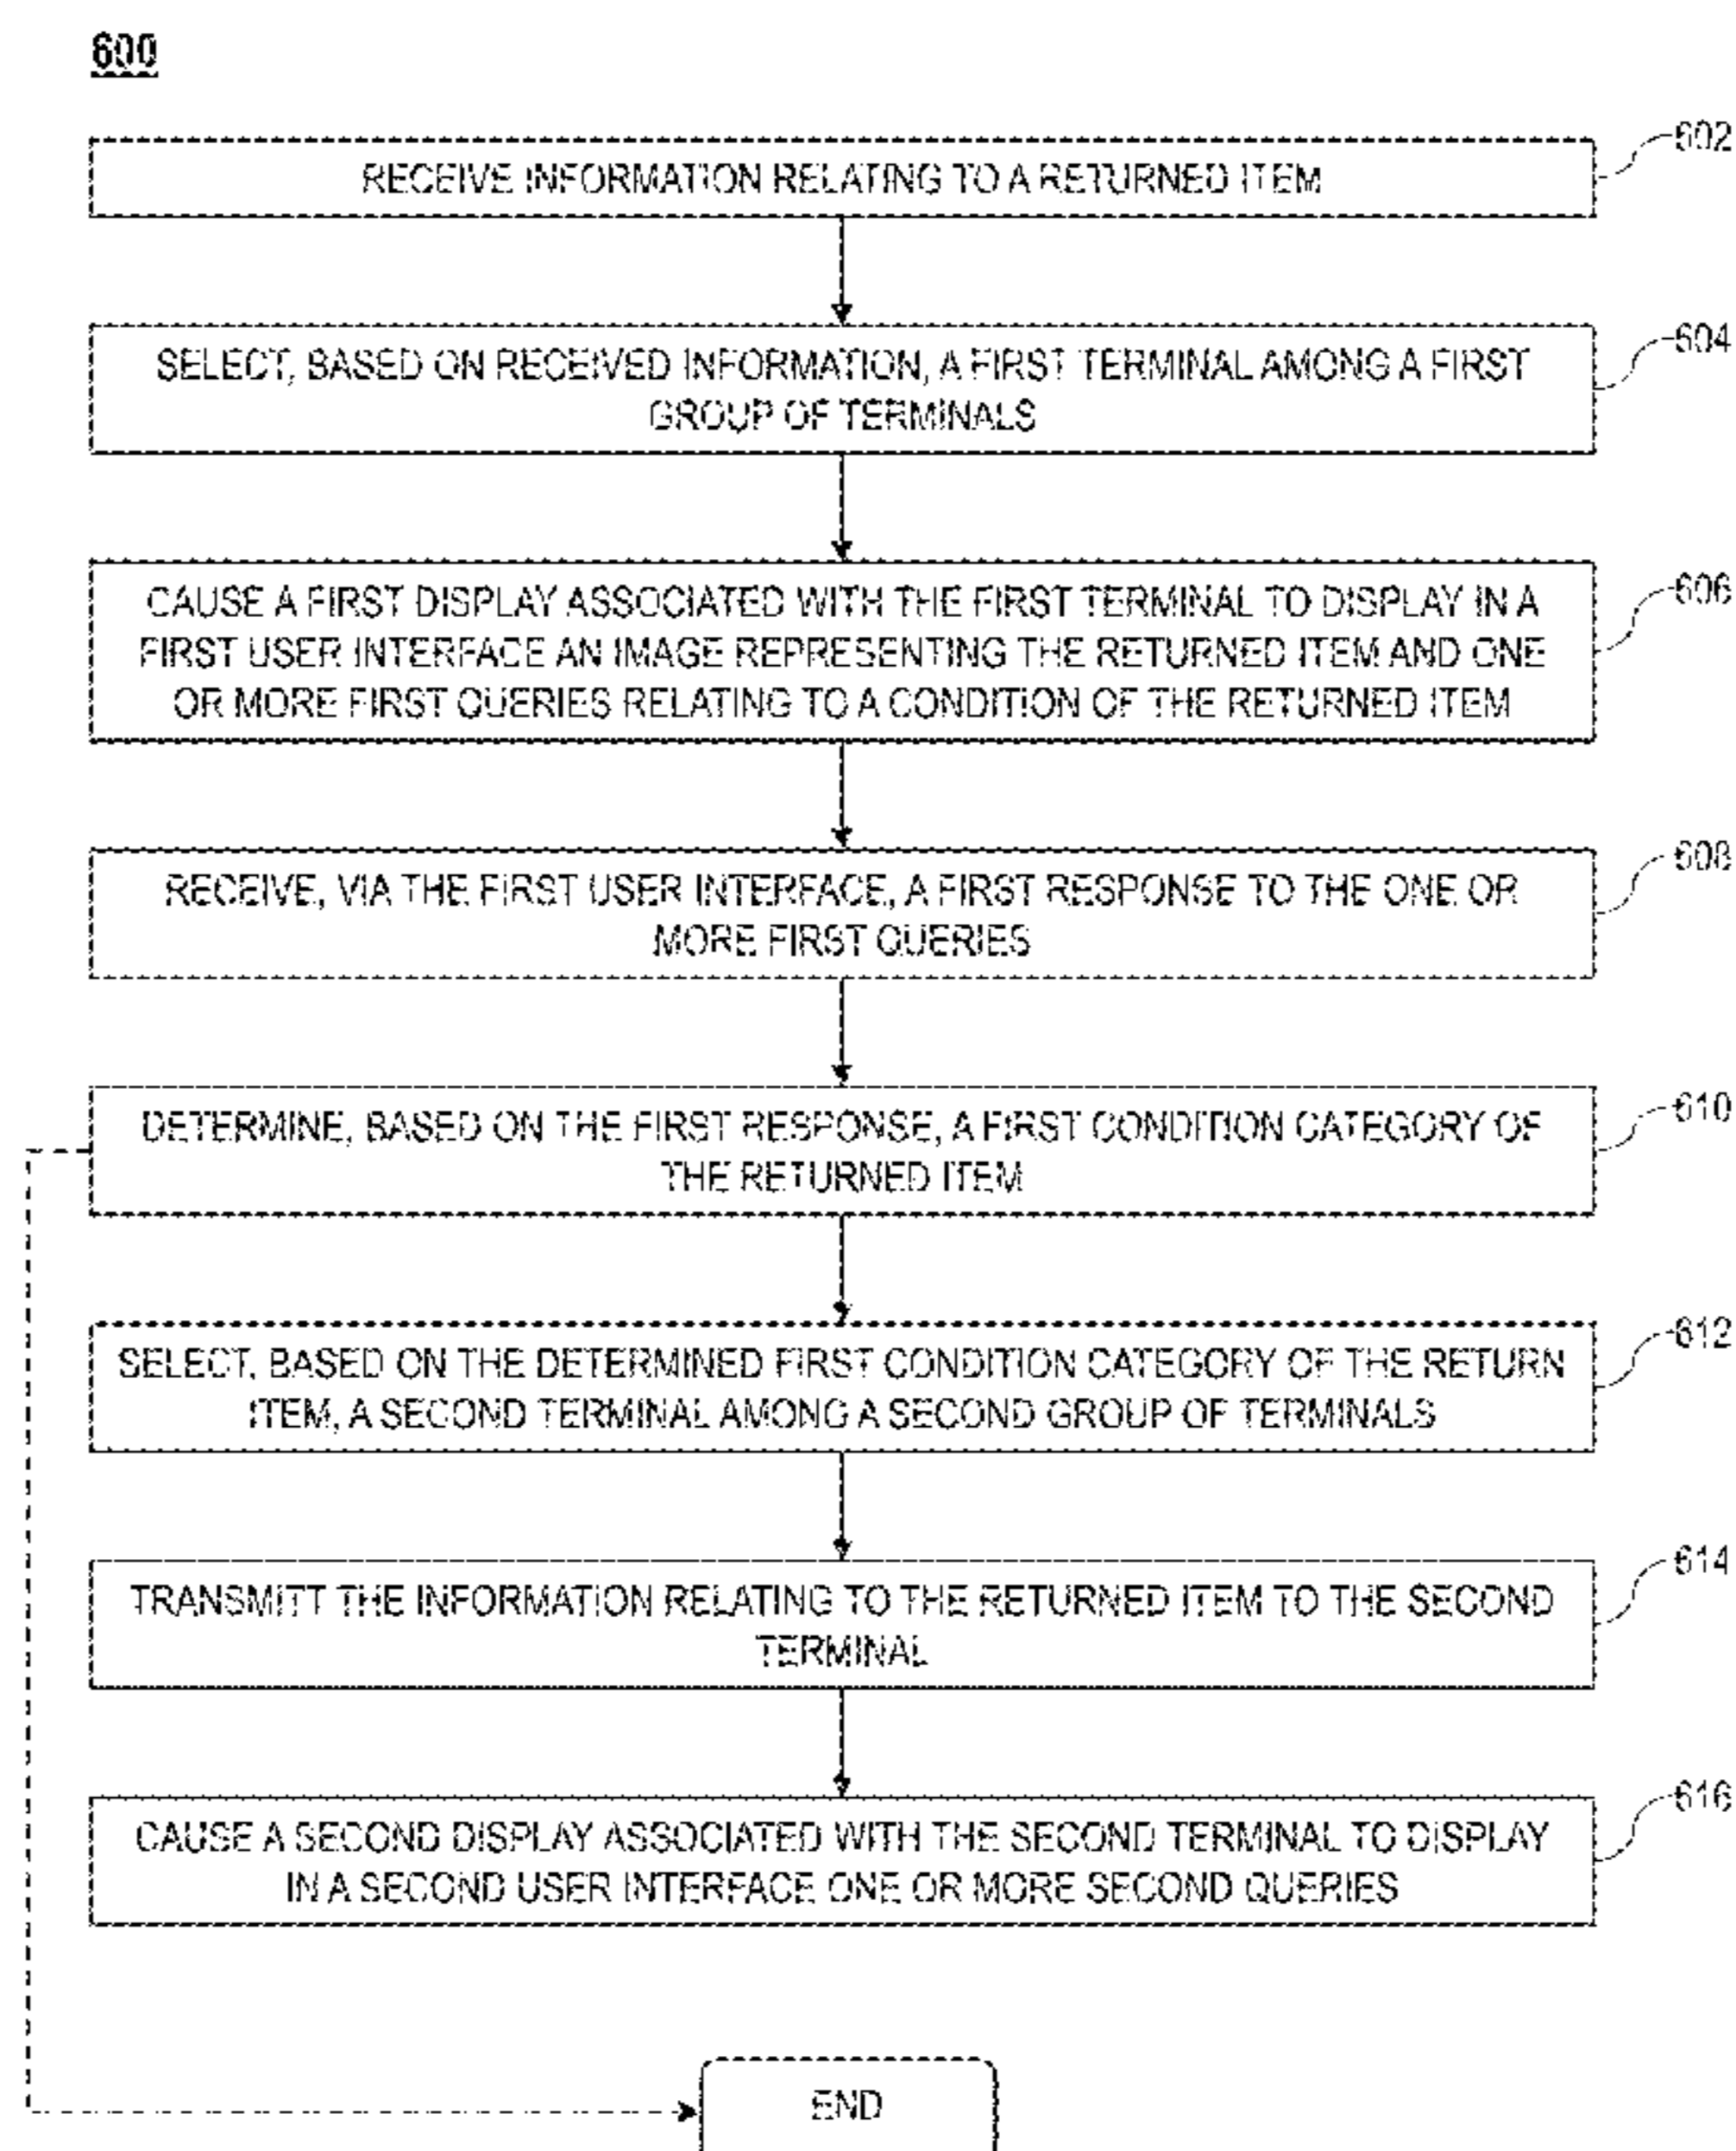 600
602
RECEIVE INFORMATION RELATING TO A RETURNED ITEM
604
SELECT, BASED ON RECEIVED INFORMATION, A FIRST TERMINAL AMONG A FIRST
GROUP OF TERMINALS
606
CAUSE A FIRST DISPLAY ASSOCIATED WITH THE FIRST TERMINAL TO DISPLAY IN A
FIRST USER INTERFACE AN IMAGE REPRESENTING THE RETURNED ITEM AND ONE
OR MORE FIRST QUERIES RELATING TO A CONDITION OF THE RETURNED ITEM
608
RECEIVE, VIA THE FIRST USER INTERFACE, A FIRST RESPONSE TO THE ONE OR
MORE FIRST QUERIES
610
DETERMINE, BASED ON THE FIRST RESPONSE, A FIRST CONDITION CATEGORY OF
THE RETURNED ITEM
612
SELECT, BASED ON THE DETERMINED FIRST CONDITION CATEGORY OF THE RETURN
ITEM, A SECOND TERMINAL AMONG A SECOND GROUP OF TERMINALS
614
TRANSMITT THE INFORMATION RELATING TO THE RETURNED ITEM TO THE SECOND
TERMINAL
616
CAUSE A SECOND DISPLAY ASSOCIATED WITH THE SECOND TERMINAL TO DISPLAY
IN A SECOND USER INTERFACE ONE OR MORE SECOND QUERIES
END